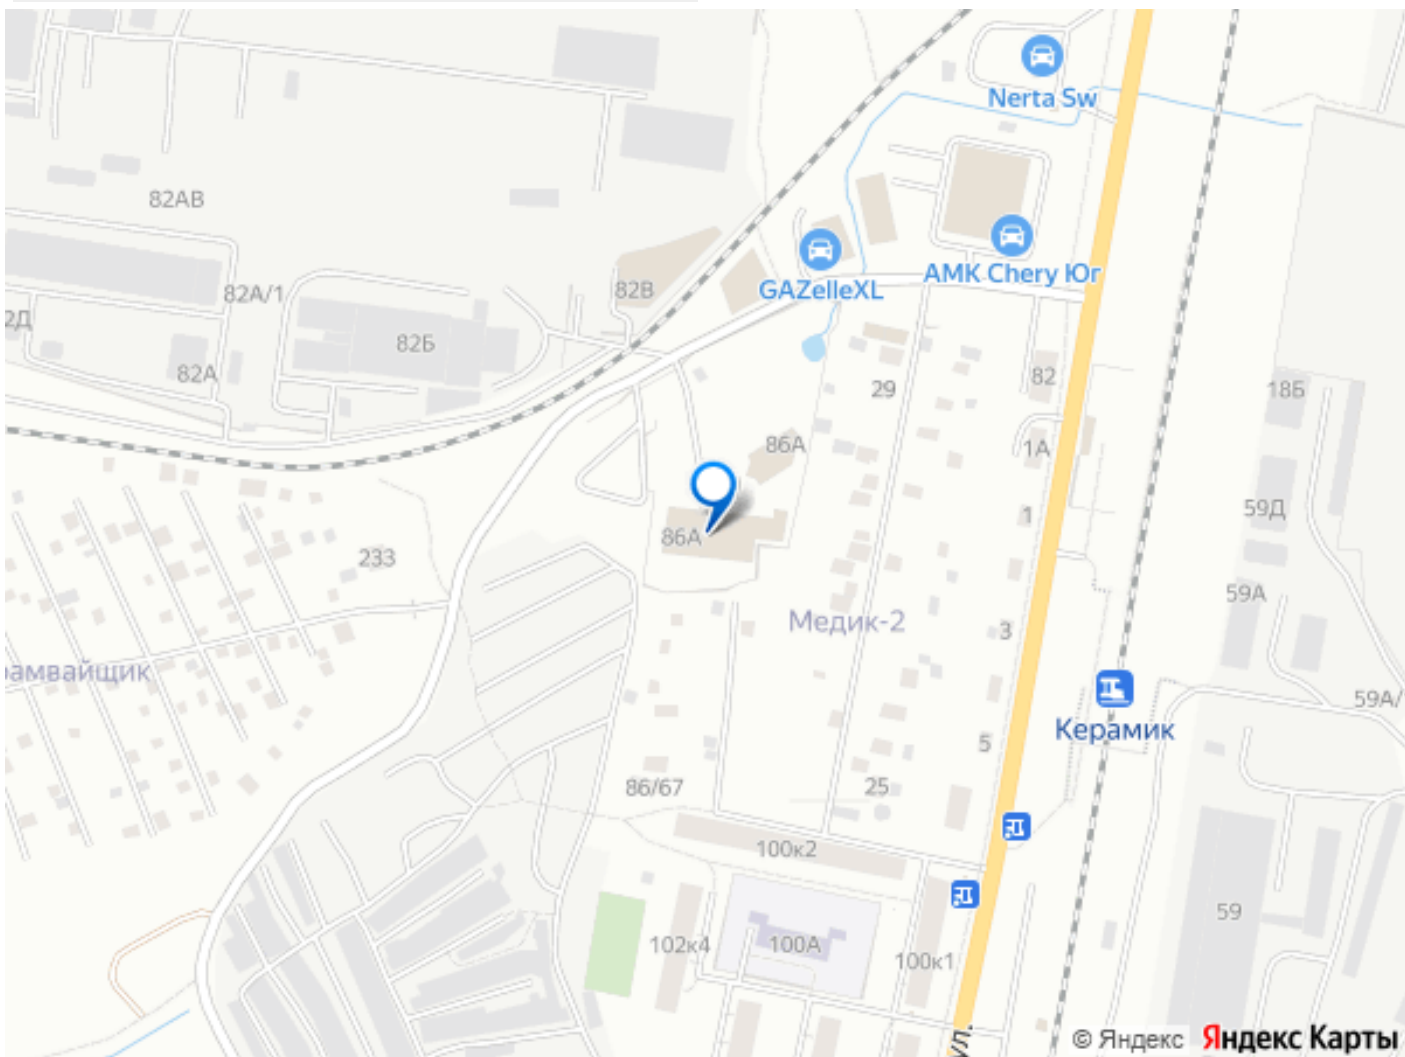 Nerta Sw
82АВ
АМК Chery Юг
GAZelleXL
82В
82А/1
2Д
82Б
82А
29
82
18Б
86А
1А
59Д
1
86А
233
59А
Медик-2
3
рамвайщик
59А/
Керамик
5
86/67
25
100к2
59
102к4
100А
100к1
ул.
© Яндекс Яндекс Карты